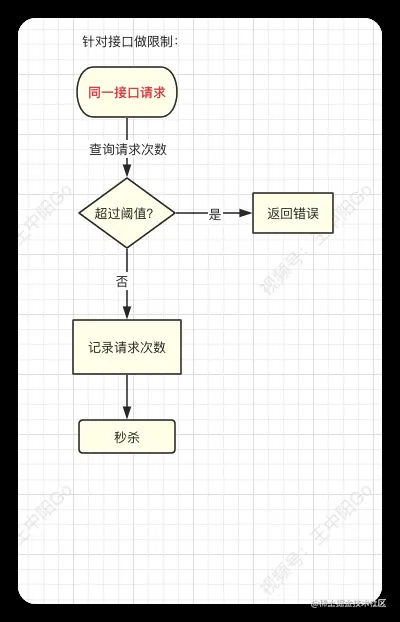 针对接口做限制：
同一接口请求
查询请求次数
超过阈值?
是
返回错误
否
记录请求次数
秒杀
王中阳Go
视频号：王中阳Go
王中阳Go
视频号：王中阳Go
@稀土掘金技术社区